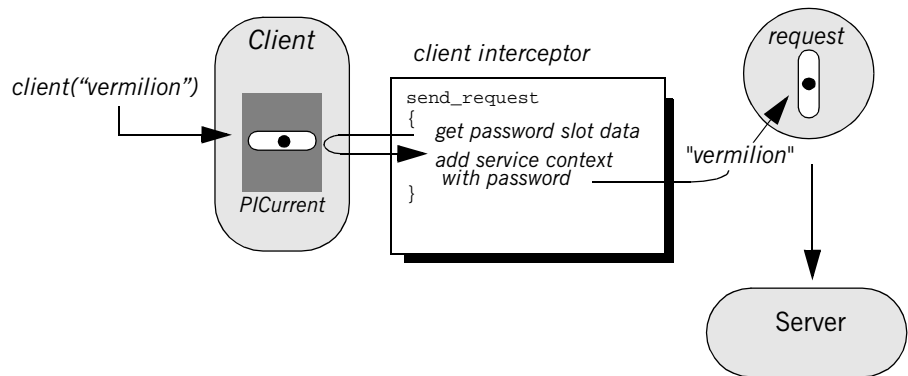 client(“vermilion”)
Client
PICurrent
client interceptor
send_request
{
get password slot data
add service context
with password
}
"vermilion"
request
Server